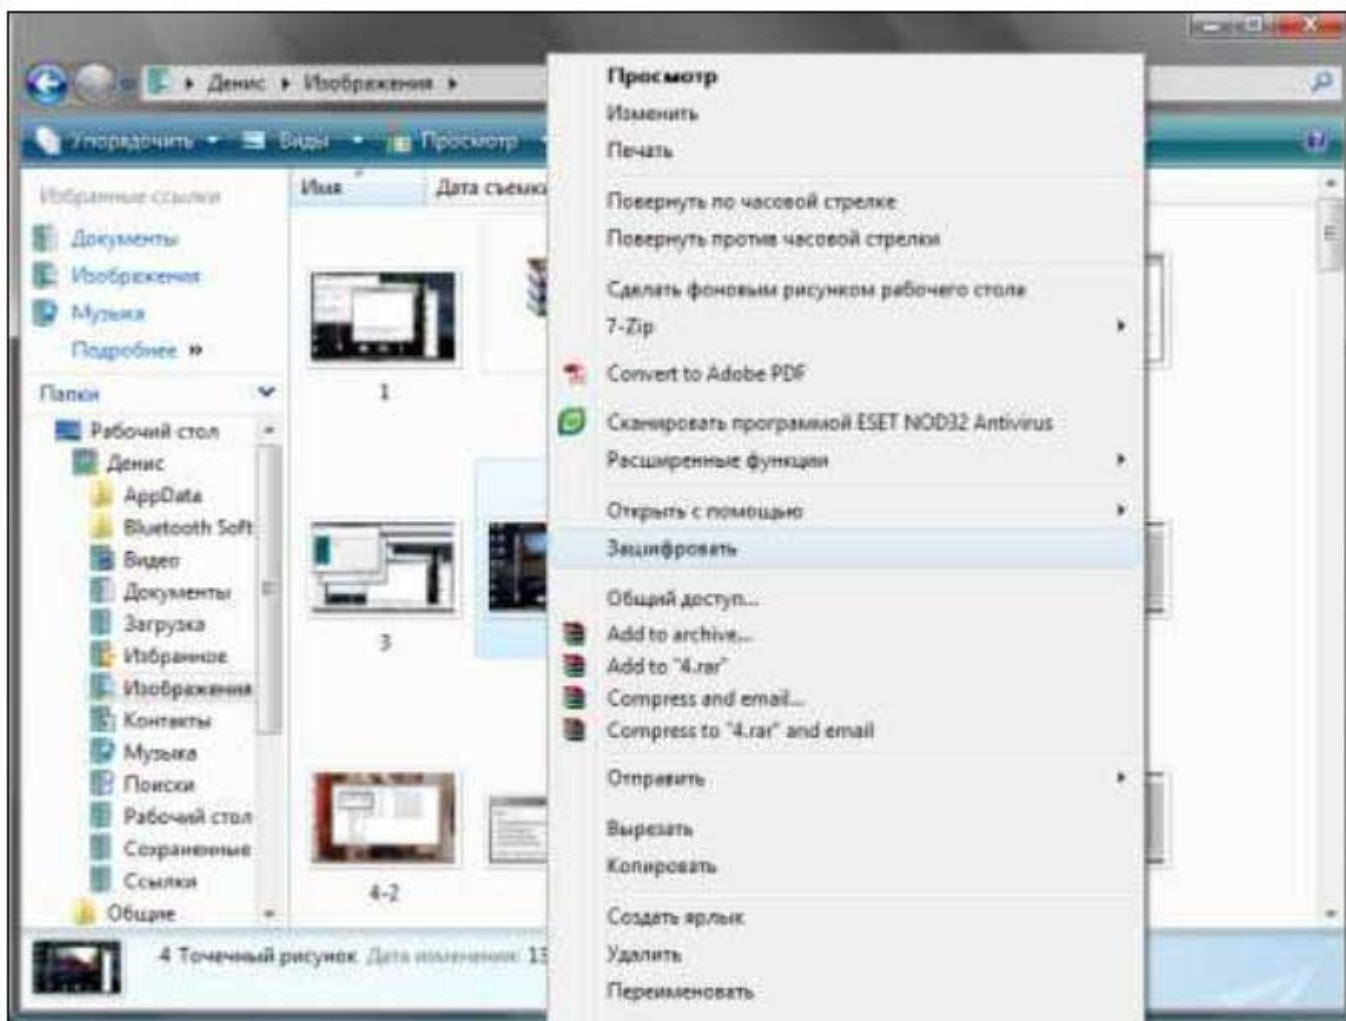 Денис ▸ Изображения ▸
Упорядочить Виды Просмотр
Избранные ссылки
Документы
Изображения
Музыка
Подробнее »
Папки
Рабочий стол
Денис
AppData
Bluetooth Soft
Видео
Документы
Загрузка
Избранное
Изображения
Контакты
Музыка
Поиски
Рабочий стол
Сохраненные
Ссылки
Общие
Имя Дата съемки
1
3
4-2
Просмотр
Изменить
Печать
Повернуть по часовой стрелке
Повернуть против часовой стрелки
Сделать фоновым рисунком рабочего стола
7-Zip
Convert to Adobe PDF
Сканировать программой ESET NOD32 Antivirus
Расширенные функции
Открыть с помощью
Зашифровать
Общий доступ...
Add to archive...
Add to "4.rar"
Compress and email...
Compress to "4.rar" and email
Отправить
Вырезать
Копировать
Создать ярлык
Удалить
Переименовать
4 Точечный рисунок Дата изменения: 13